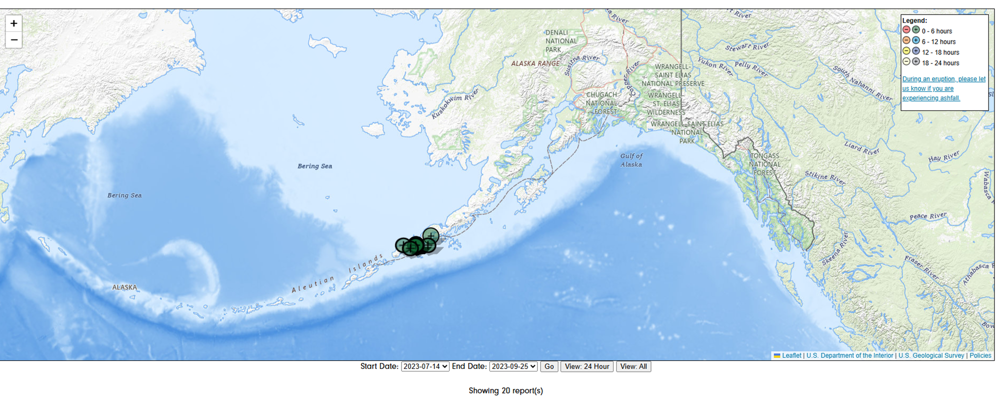 +
−
DENALI
NATIONAL
PARK
ALASKA RANGE
Susitna River
Copper River
Kuskokwim River
CHUGACH
NATIONAL
FOREST
WRANGELL-
SAINT ELIAS
NATIONAL PRESERVE
WRANGELL-
ST. ELIAS
WILDERNESS
WRANGELL-SAINT ELIAS
NATIONAL
PARK
Stewart River
Yukon River
Pelly River
South Nahanni River
Liard River
Hay River
TONGASS
NATIONAL
FOREST
Stikine River
Peace River
Skeena River
Fraser River
Gulf of
Alaska
Bering Sea
Bering Sea
Aleutian Islands
ALASKA
Legend:
0 - 6 hours
6 - 12 hours
12 - 18 hours
18 - 24 hours
During an eruption, please let
us know if you are
experiencing ashfall.
Leaflet | U.S. Department of the Interior | U.S. Geological Survey | Policies
Start Date: 2023-07-14 End Date: 2023-09-25 Go View: 24 Hour View: All
Showing 20 report(s)